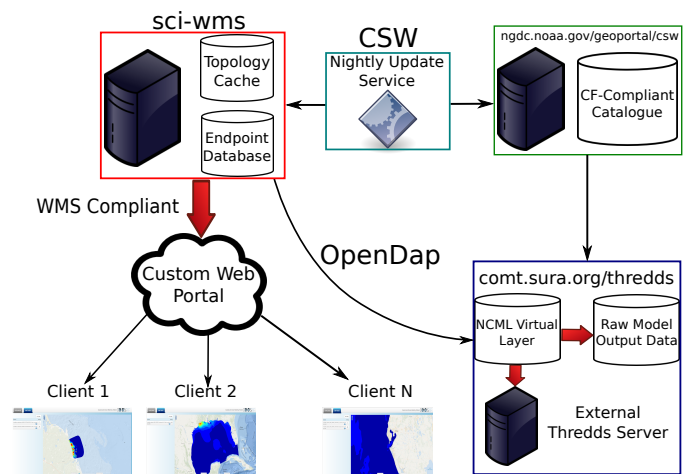 sci-wms
Topology
Cache
Endpoint
Database
CSW
Nightly Update
Service
ngdc.noaa.gov/geoportal/csw
CF-Compliant
Catalogue
WMS Compliant
Custom Web
Portal
OpenDap
comt.sura.org/thredds
NCML Virtual
Layer
Raw Model
Output Data
External
Thredds Server
Client 1
Client 2
Client N